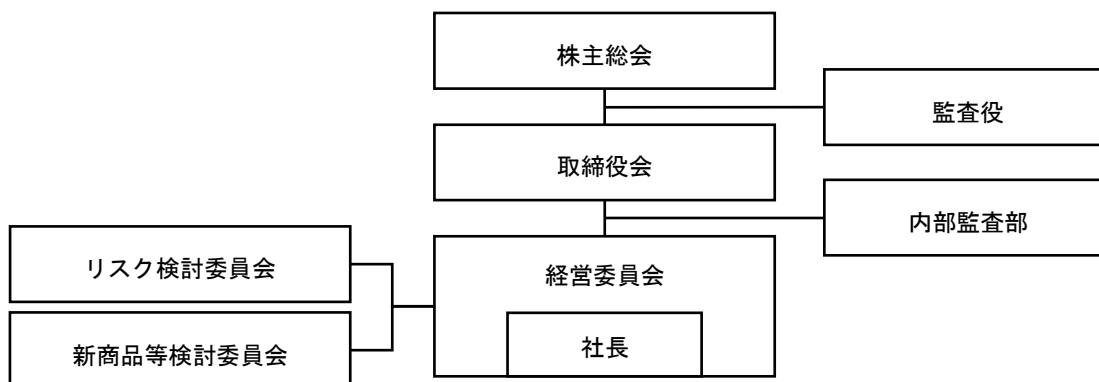 株主総会
監査役
取締役会
内部監査部
リスク検討委員会
経営委員会
新商品等検討委員会
社長